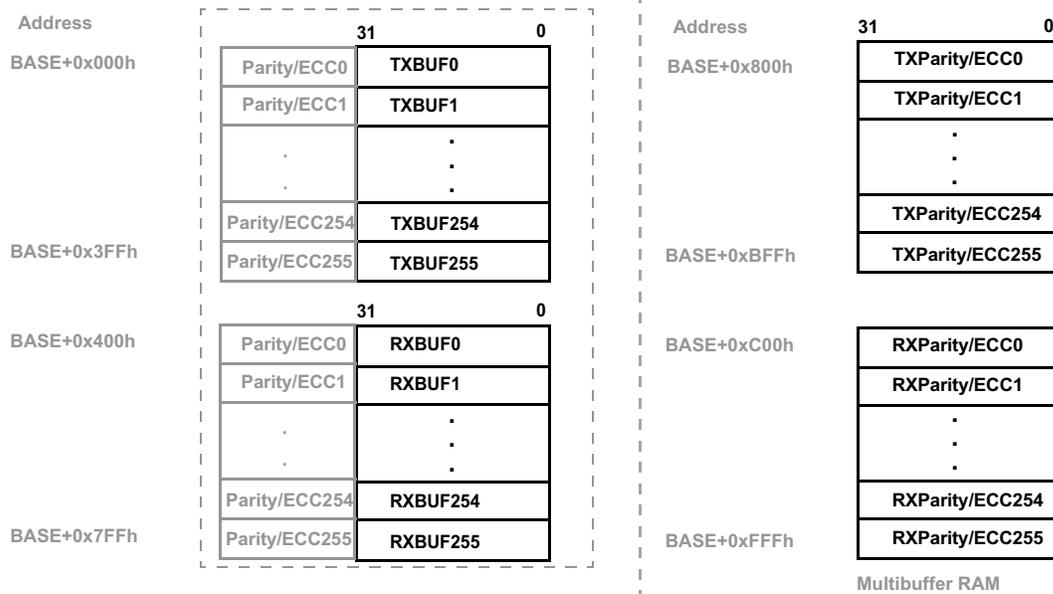 Address
31 0
BASE+0x000h Parity/ECC0 TXBUF0
Parity/ECC1 TXBUF1
. .
. .
.
Parity/ECC254 TXBUF254
BASE+0x3FFh Parity/ECC255 TXBUF255
31 0
BASE+0x400h Parity/ECC0 RXBUF0
Parity/ECC1 RXBUF1
. .
. .
.
Parity/ECC254 RXBUF254
BASE+0x7FFh Parity/ECC255 RXBUF255
Address 31 0
BASE+0x800h TXParity/ECC0
TXParity/ECC1
.
.
.
TXParity/ECC254
BASE+0xBFFh TXParity/ECC255
BASE+0xC00h RXParity/ECC0
RXParity/ECC1
.
.
.
RXParity/ECC254
BASE+0xFFFh RXParity/ECC255
Multibuffer RAM